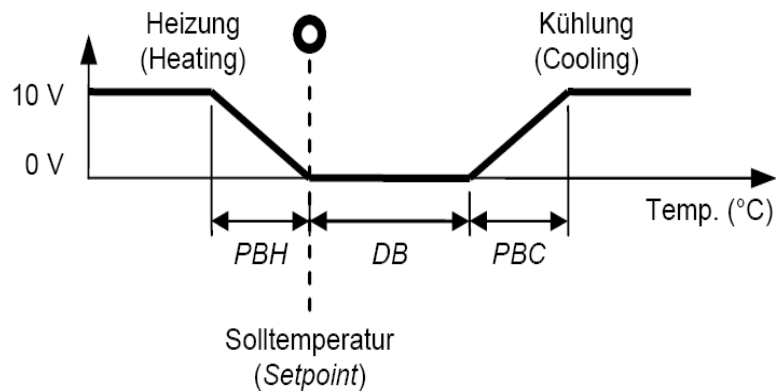 Heizung
(Heating)
Kühlung
(Cooling)
10 V
0 V
Temp. (°C)
PBH
DB
PBC
Solltemperatur
(Setpoint)